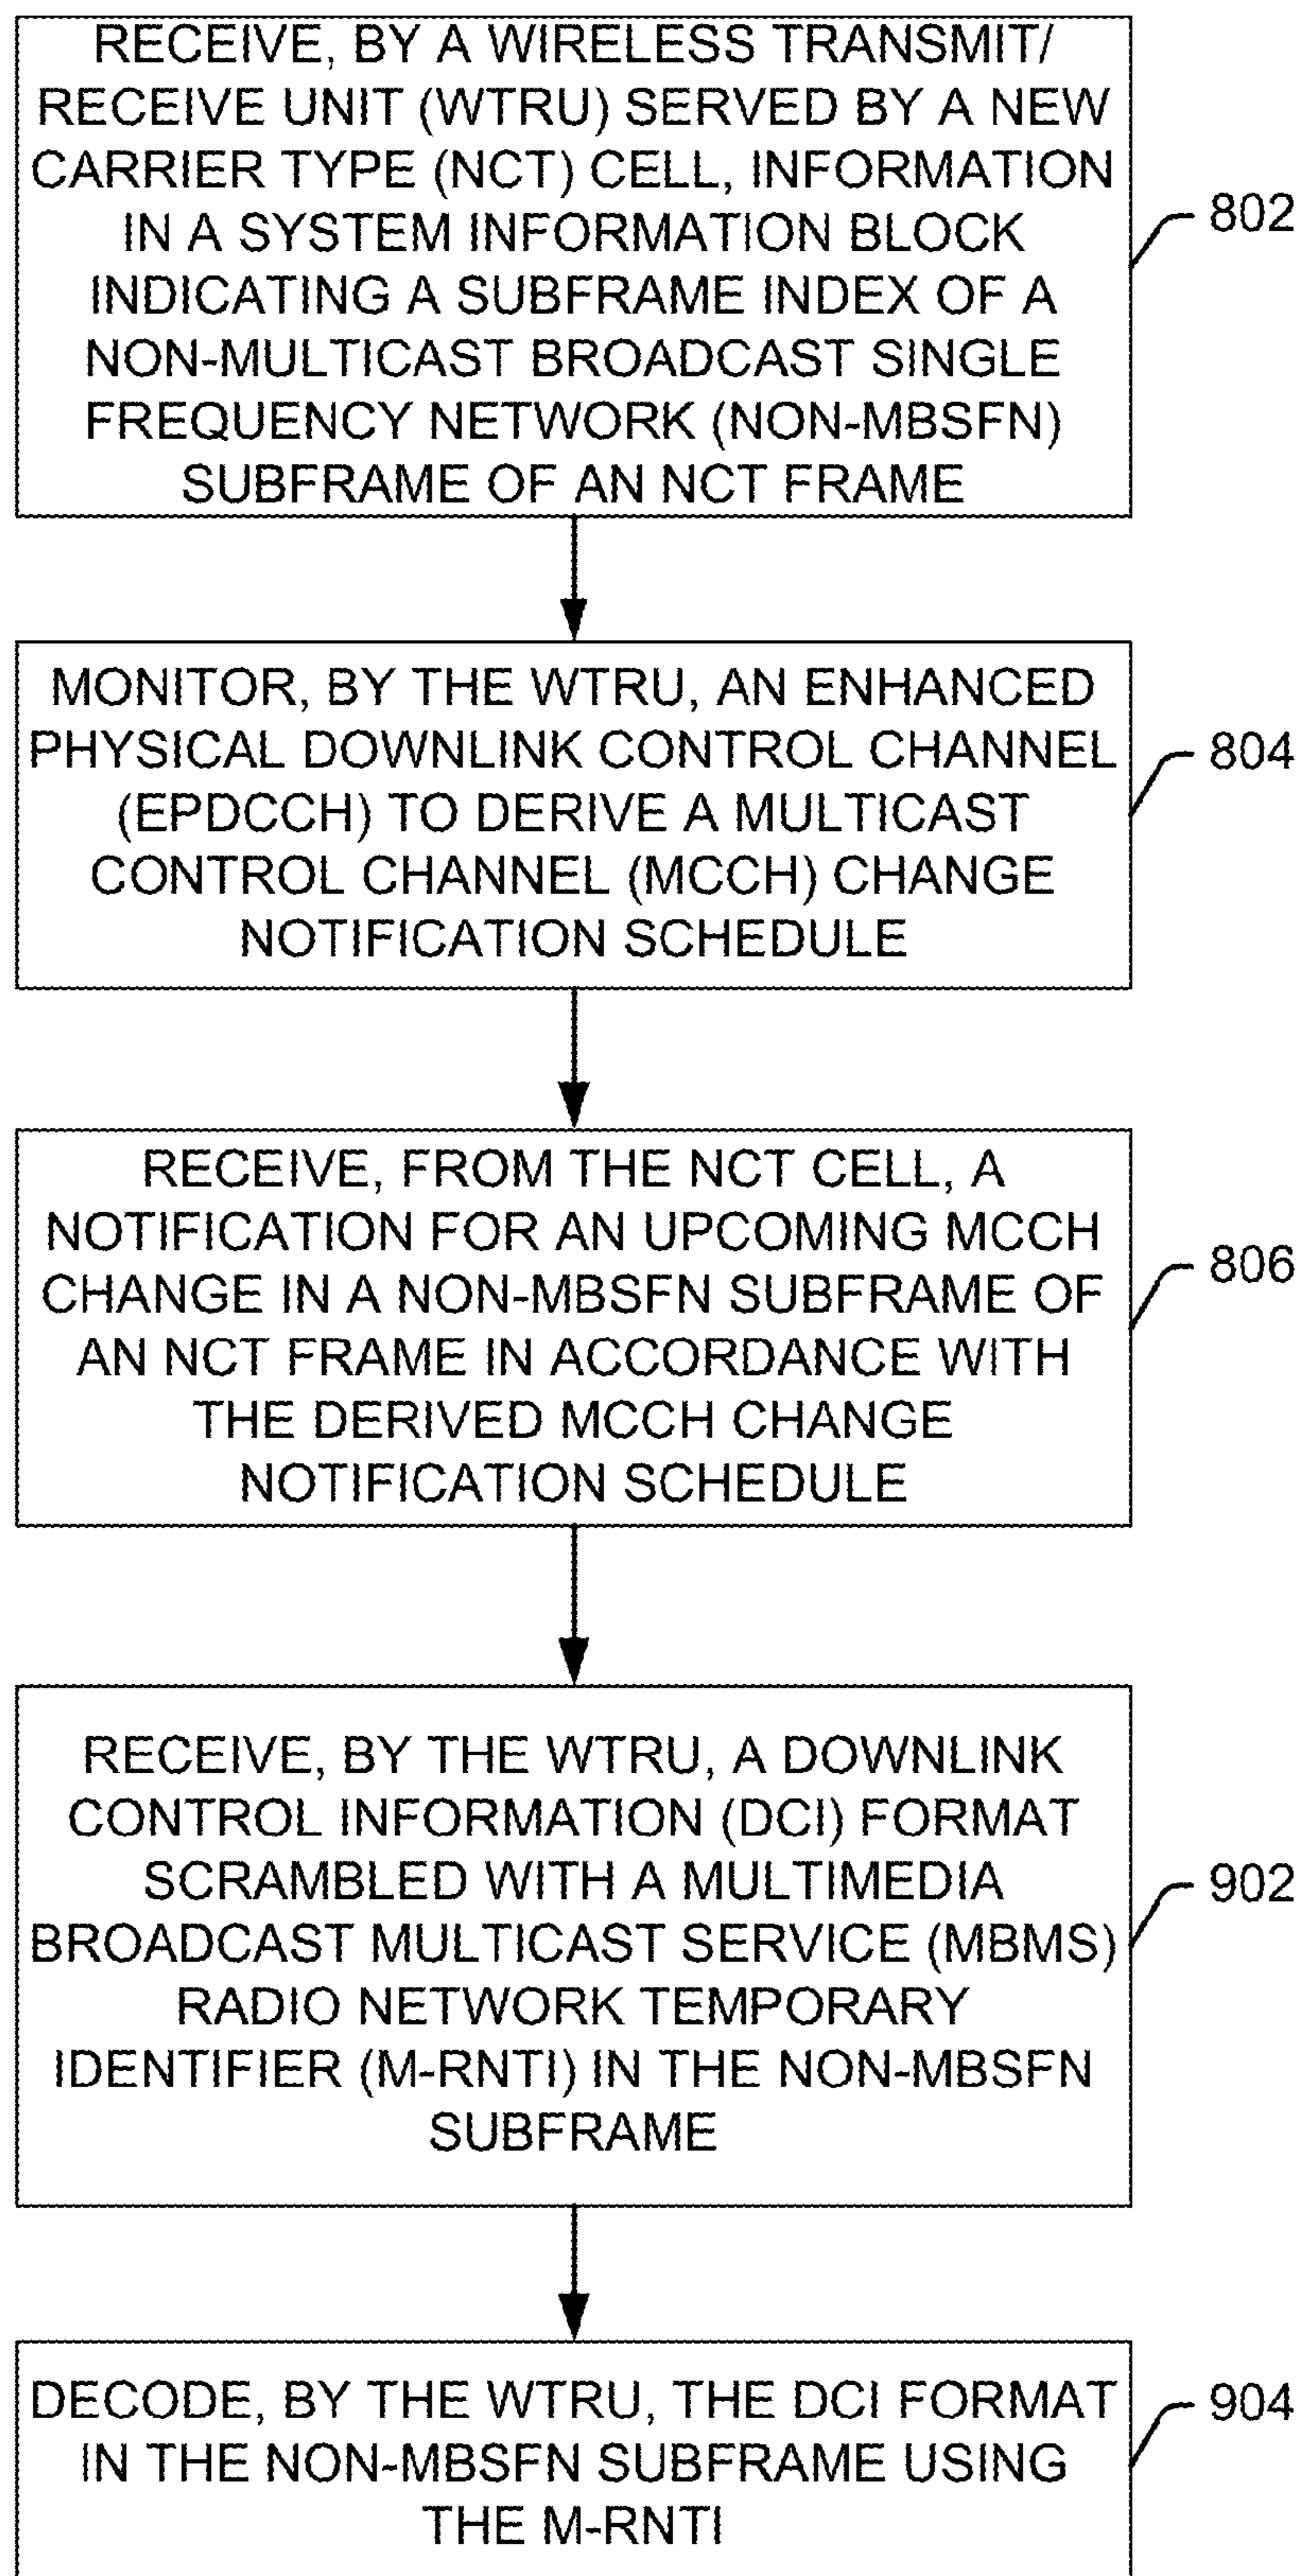 RECEIVE, BY A WIRELESS TRANSMIT/
RECEIVE UNIT (WTRU) SERVED BY A NEW
CARRIER TYPE (NCT) CELL, INFORMATION
IN A SYSTEM INFORMATION BLOCK
INDICATING A SUBFRAME INDEX OF A
NON-MULTICAST BROADCAST SINGLE
FREQUENCY NETWORK (NON-MBSFN)
SUBFRAME OF AN NCT FRAME
802
MONITOR, BY THE WTRU, AN ENHANCED
PHYSICAL DOWNLINK CONTROL CHANNEL
(EPDCCH) TO DERIVE A MULTICAST
CONTROL CHANNEL (MCCH) CHANGE
NOTIFICATION SCHEDULE
804
RECEIVE, FROM THE NCT CELL, A
NOTIFICATION FOR AN UPCOMING MCCH
CHANGE IN A NON-MBSFN SUBFRAME OF
AN NCT FRAME IN ACCORDANCE WITH
THE DERIVED MCCH CHANGE
NOTIFICATION SCHEDULE
806
RECEIVE, BY THE WTRU, A DOWNLINK
CONTROL INFORMATION (DCI) FORMAT
SCRAMBLED WITH A MULTIMEDIA
BROADCAST MULTICAST SERVICE (MBMS)
RADIO NETWORK TEMPORARY
IDENTIFIER (M-RNTI) IN THE NON-MBSFN
SUBFRAME
902
DECODE, BY THE WTRU, THE DCI FORMAT
IN THE NON-MBSFN SUBFRAME USING
THE M-RNTI
904